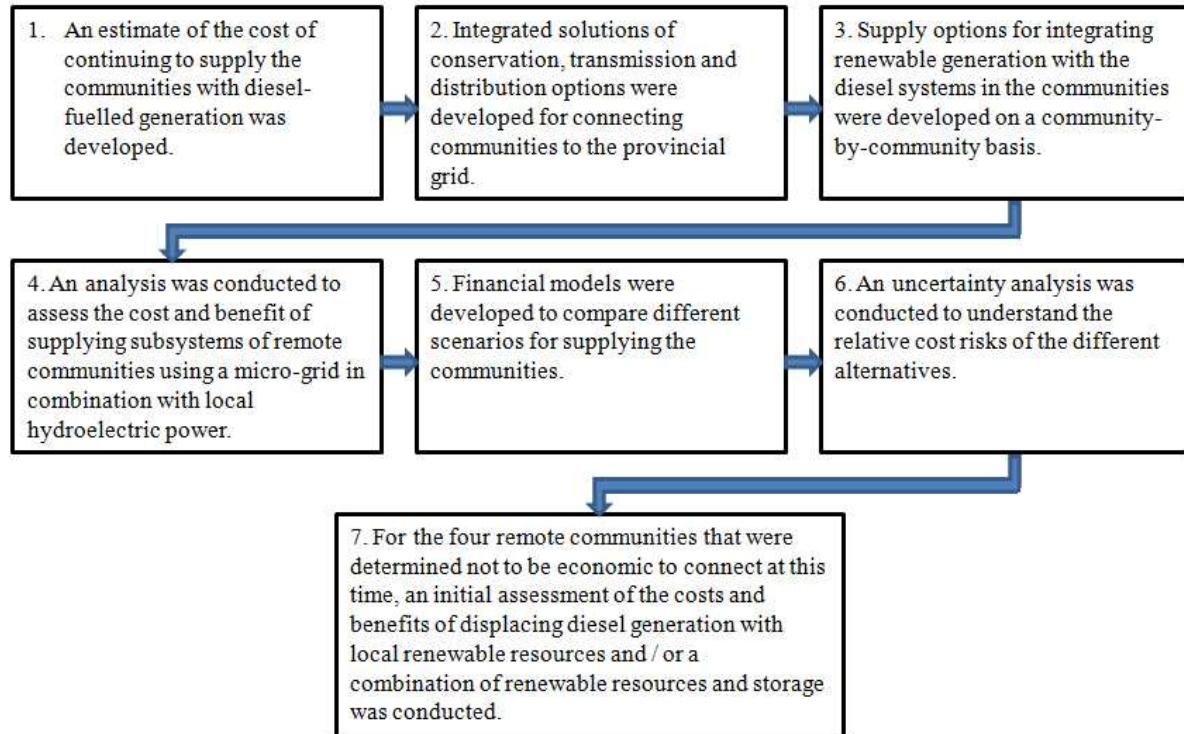 1. An estimate of the cost of
continuing to supply the
communities with diesel-
fuelled generation was
developed.
2. Integrated solutions of
conservation, transmission and
distribution options were
developed for connecting
communities to the provincial
grid.
3. Supply options for integrating
renewable generation with the
diesel systems in the communities
were developed on a community-
by-community basis.
4. An analysis was conducted to
assess the cost and benefit of
supplying subsystems of remote
communities using a micro-grid in
combination with local
hydroelectric power.
5. Financial models were
developed to compare different
scenarios for supplying the
communities.
6. An uncertainty analysis was
conducted to understand the
relative cost risks of the different
alternatives.
7. For the four remote communities that were
determined not to be economic to connect at this
time, an initial assessment of the costs and
benefits of displacing diesel generation with
local renewable resources and / or a
combination of renewable resources and storage
was conducted.